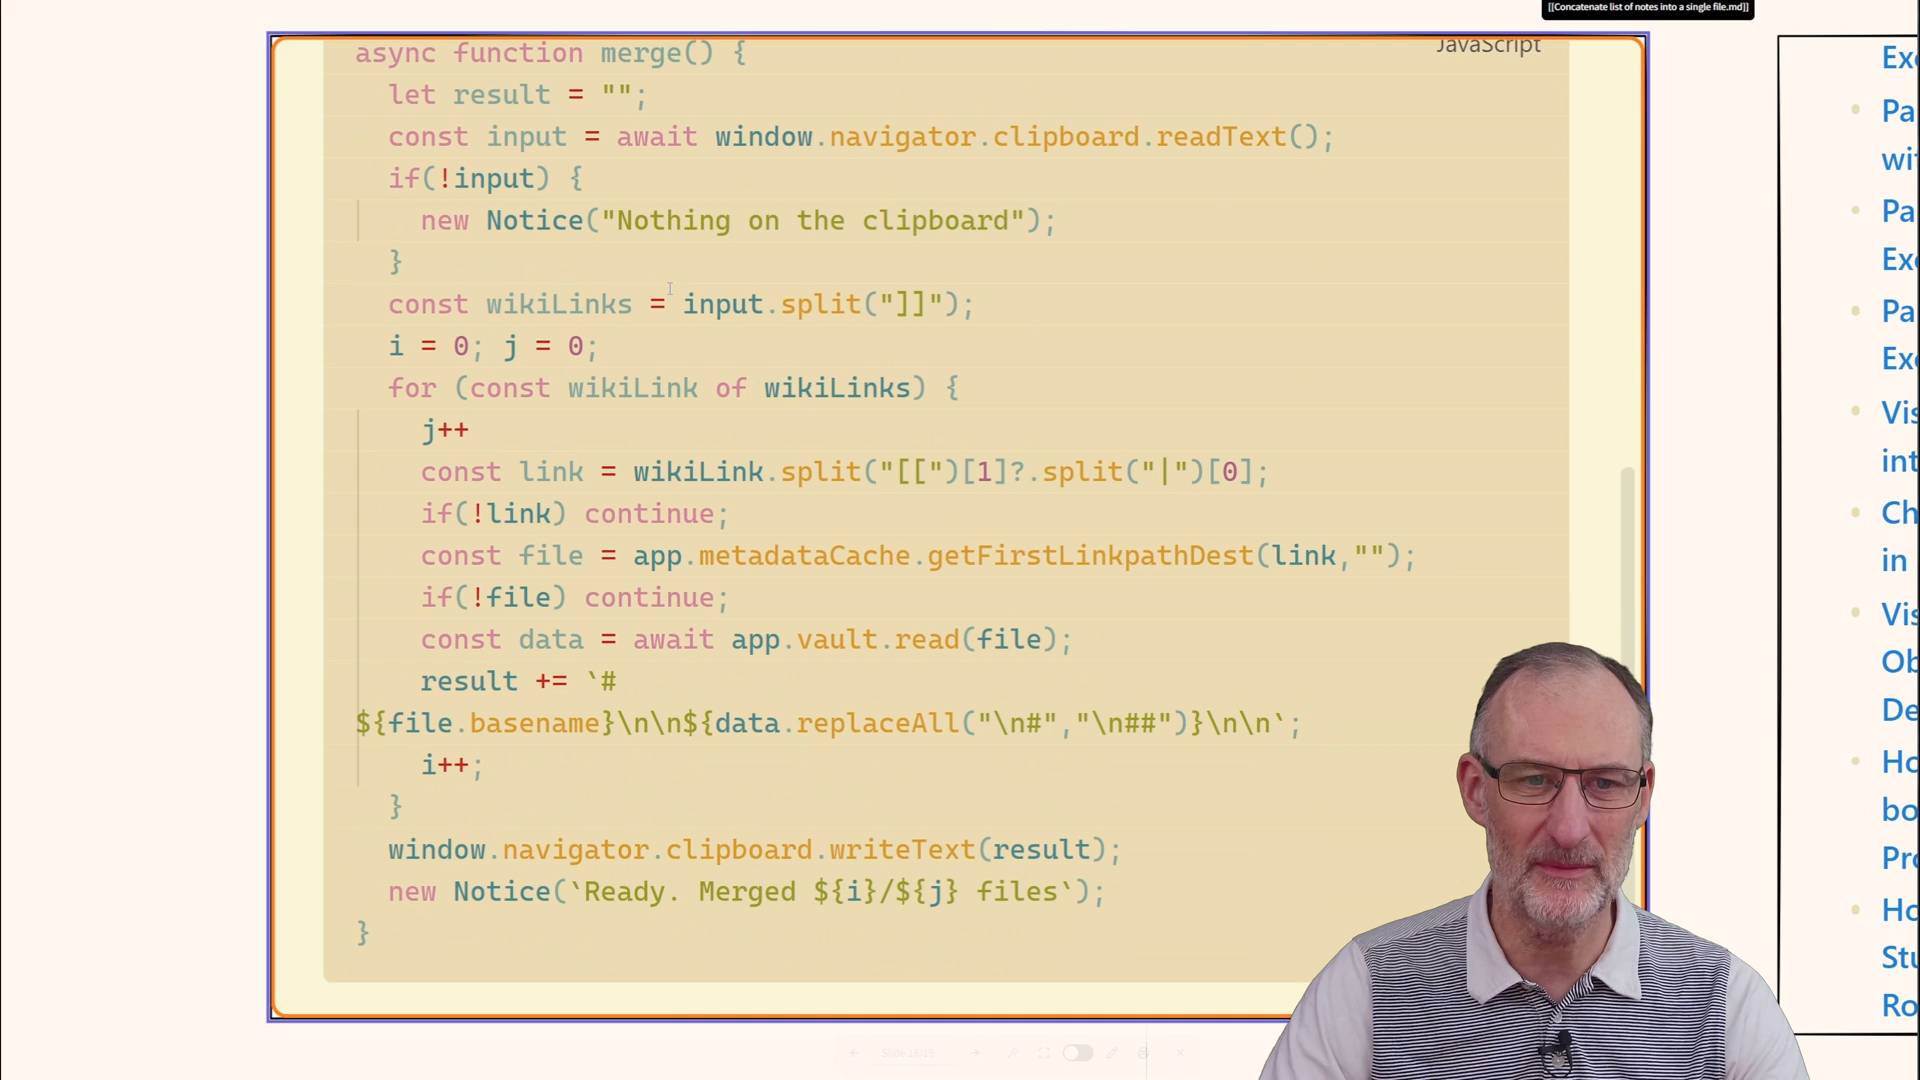 [[Concatenate list of notes into a single file.md]]
JavaScript
async function merge() {
let result = "";
const input = await window.navigator.clipboard.readText();
if(!input) {
new Notice("Nothing on the clipboard");
}
const wikiLinks = input.split("]]");
i = 0; j = 0;
for (const wikiLink of wikiLinks) {
j++
const link = wikiLink.split("[[")[1]?.split("|")[0];
if(!link) continue;
const file = app.metadataCache.getFirstLinkpathDest(link,"");
if(!file) continue;
const data = await app.vault.read(file);
result += `#
${file.basename}\n\n${data.replaceAll("\n#","\n##")}\n\n`;
i++;
}
window.navigator.clipboard.writeText(result);
new Notice(`Ready. Merged ${i}/${j} files`);
}
Exc
Pa
wi
Pa
Exc
Pa
Exc
Vis
int
Ch
in
Vis
Ob
De
Ho
bo
Pro
Ho
Stu
Ro